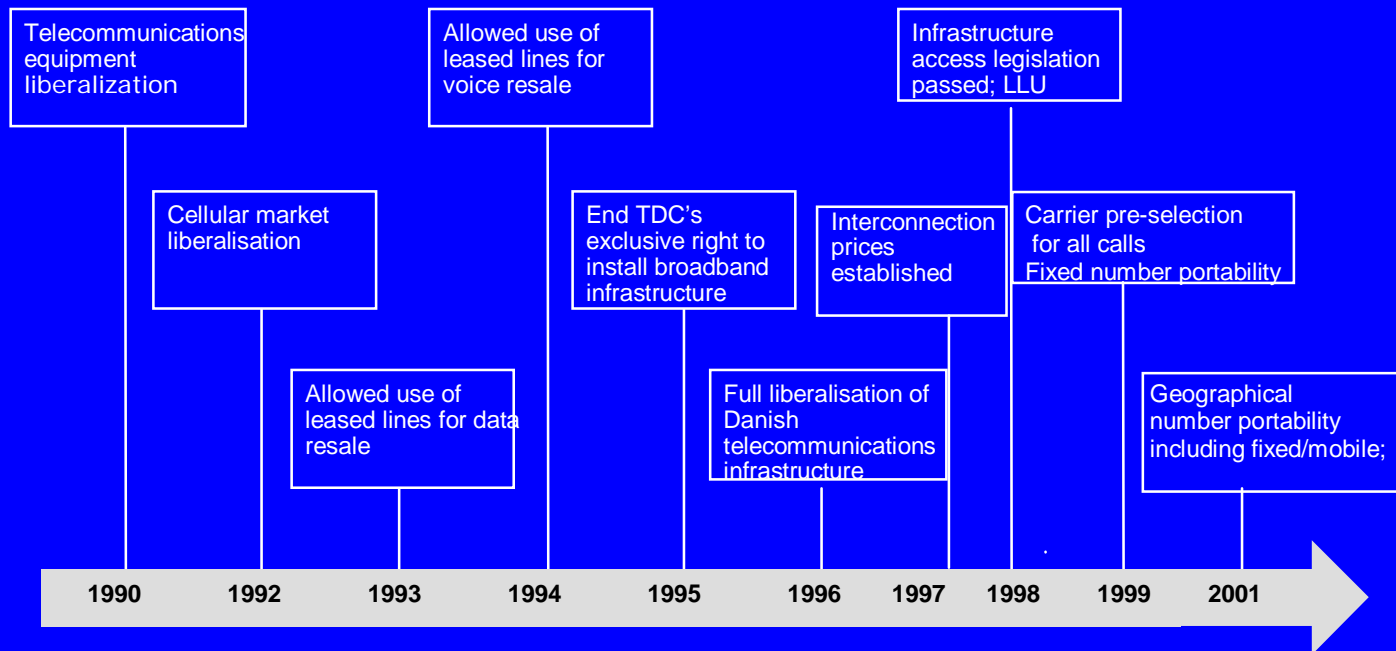 Telecommunications
equipment
liberalization
Allowed use of
leased lines for
voice resale
Infrastructure
access legislation
passed; LLU
Cellular market
liberalisation
End TDC's
exclusive right to
install broadband
infrastructure
Interconnection
prices
established
Carrier pre-selection
for all calls
Fixed number portability
Allowed use of
leased lines for data
resale
Full liberalisation of
Danish
telecommunications
infrastructure
Geographical
number portability
including fixed/mobile;
.
1990 1992 1993 1994 1995 1996 1997 1998 1999 2001